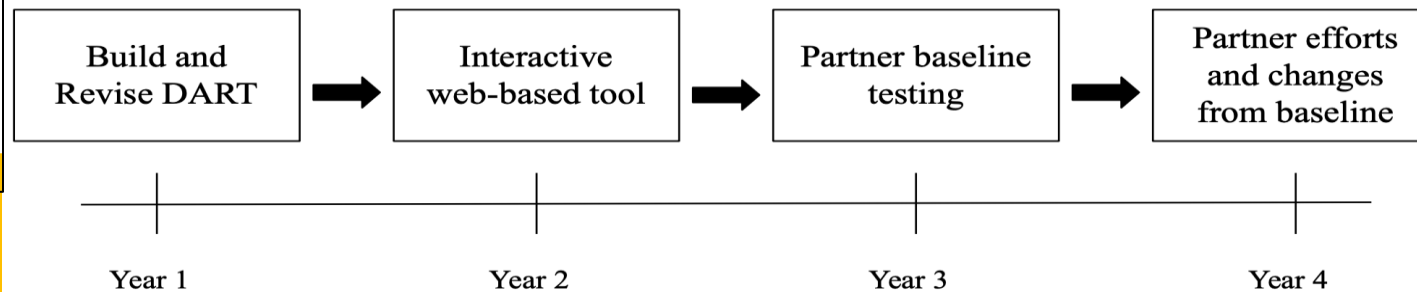 Build and
Revise DART
Interactive
web-based tool
Partner baseline
testing
Partner efforts
and changes
from baseline
Year 1
Year 2
Year 3
Year 4